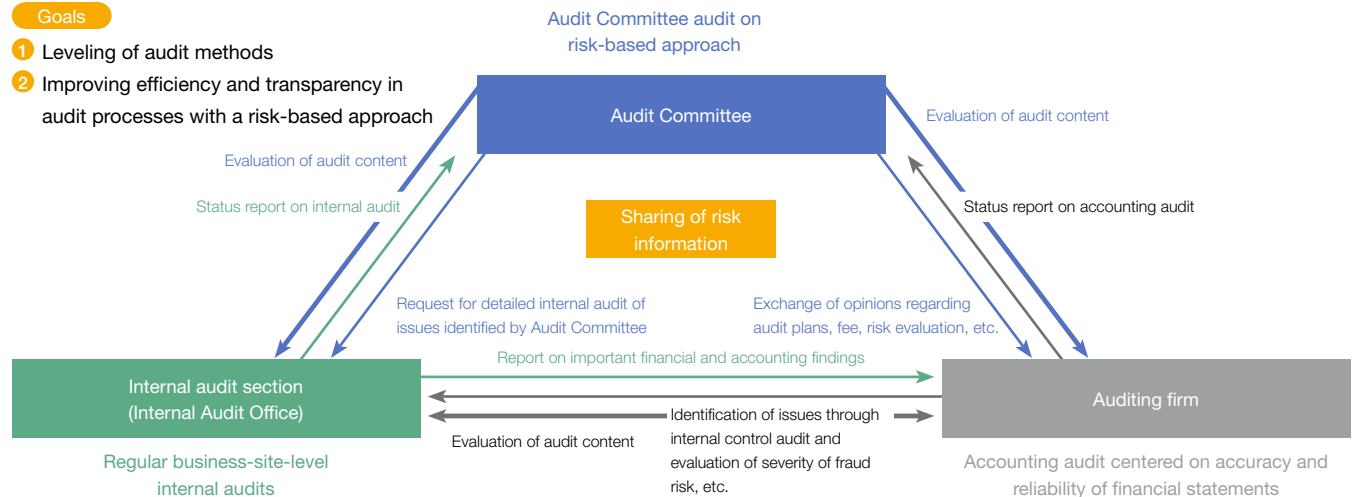 Goals
1 Leveling of audit methods
2 Improving efficiency and transparency in
audit processes with a risk-based approach
Audit Committee audit on
risk-based approach
Audit Committee
Evaluation of audit content
Evaluation of audit content
Status report on internal audit
Status report on accounting audit
Sharing of risk
information
Request for detailed internal audit of
issues identified by Audit Committee
Exchange of opinions regarding
audit plans, fee, risk evaluation, etc.
Report on important financial and accounting findings
Internal audit section
(Internal Audit Office)
Auditing firm
Evaluation of audit content
Identification of issues through
internal control audit and
evaluation of severity of fraud
risk, etc.
Regular business-site-level
internal audits
Accounting audit centered on accuracy and
reliability of financial statements